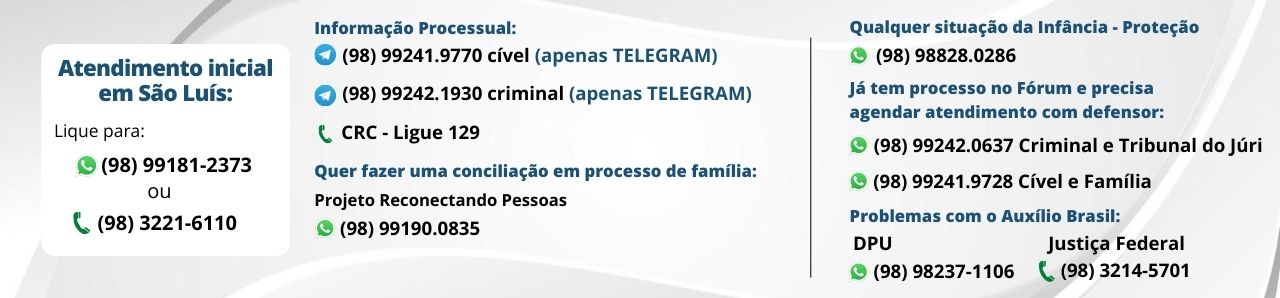 Atendimento inicial
em São Luís:
Lique para:
(98) 99181-2373
ou
(98) 3221-6110
Informação Processual:
(98) 99241.9770 cível (apenas TELEGRAM)
(98) 99242.1930 criminal (apenas TELEGRAM)
CRC - Ligue 129
Quer fazer uma conciliação em processo de família:
Projeto Reconectando Pessoas
(98) 99190.0835
Qualquer situação da Infância - Proteção
(98) 98828.0286
Já tem processo no Fórum e precisa
agendar atendimento com defensor:
(98) 99242.0637 Criminal e Tribunal do Júri
(98) 99241.9728 Cível e Família
Problemas com o Auxílio Brasil:
DPU Justiça Federal
(98) 98237-1106 (98) 3214-5701